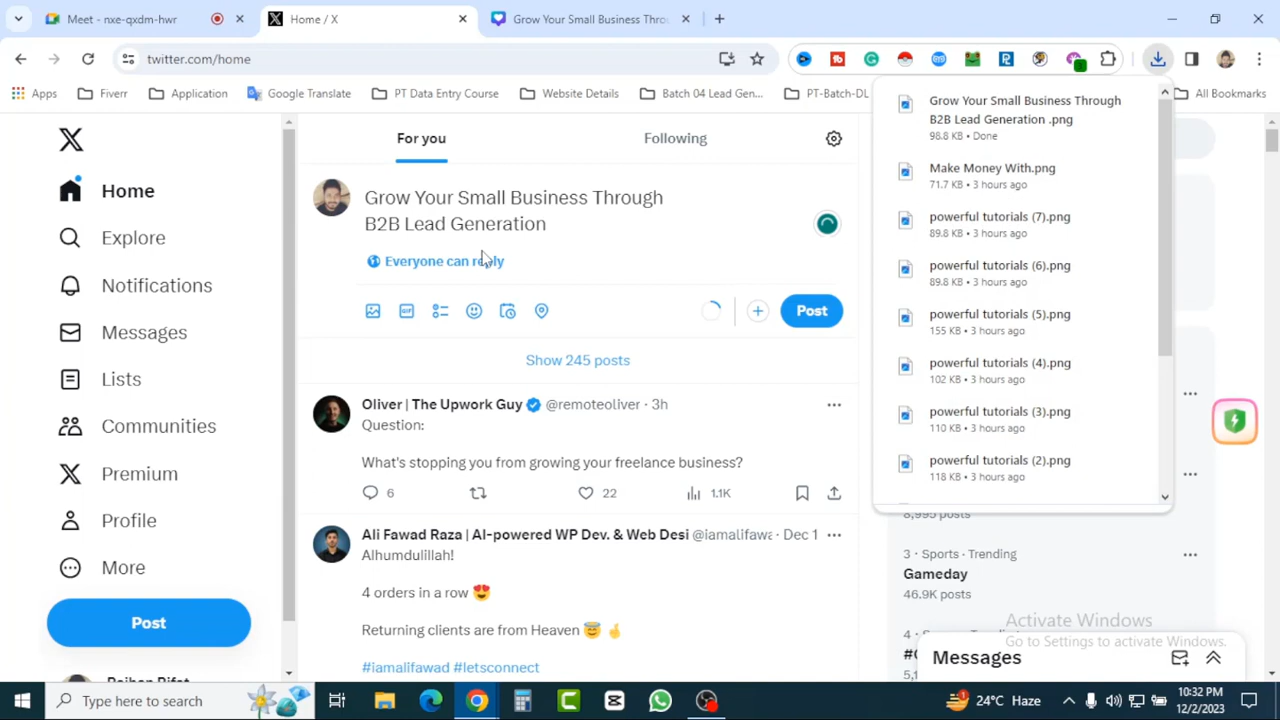 Meet - nxe-qxdm-hwr
Home / X
Grow Your Small Business Throu
twitter.com/home
Apps
Fiverr
Application
Google Translate
PT Data Entry Course
Website Details
Batch 04 Lead Gen...
PT-Batch-DL
All Bookmarks
Home
Explore
Notifications
Messages
Lists
Communities
Premium
Profile
More
Post
For you
Following
Grow Your Small Business Through
B2B Lead Generation
Everyone can reply
Post
Show 245 posts
Oliver | The Upwork Guy @remoteoliver · 3h
Question:
What's stopping you from growing your freelance business?
6
22
1.1K
Ali Fawad Raza | AI-powered WP Dev. & Web Desi @iamalifawa · Dec 1
Alhumdulillah!
4 orders in a row 😍
Returning clients are from Heaven 😇 🤞
#iamalifawad #letsconnect
Grow Your Small Business Through
B2B Lead Generation .png
98.8 KB • Done
Make Money With.png
71.7 KB • 3 hours ago
powerful tutorials (7).png
89.8 KB • 3 hours ago
powerful tutorials (6).png
89.8 KB • 3 hours ago
powerful tutorials (5).png
155 KB • 3 hours ago
powerful tutorials (4).png
102 KB • 3 hours ago
powerful tutorials (3).png
110 KB • 3 hours ago
powerful tutorials (2).png
118 KB • 3 hours ago
8,995 posts
3 · Sports · Trending
Gameday
46.9K posts
Activate Windows
Go to Settings to activate Windows.
Messages
Type here to search
24°C Haze
10:32 PM
12/2/2023